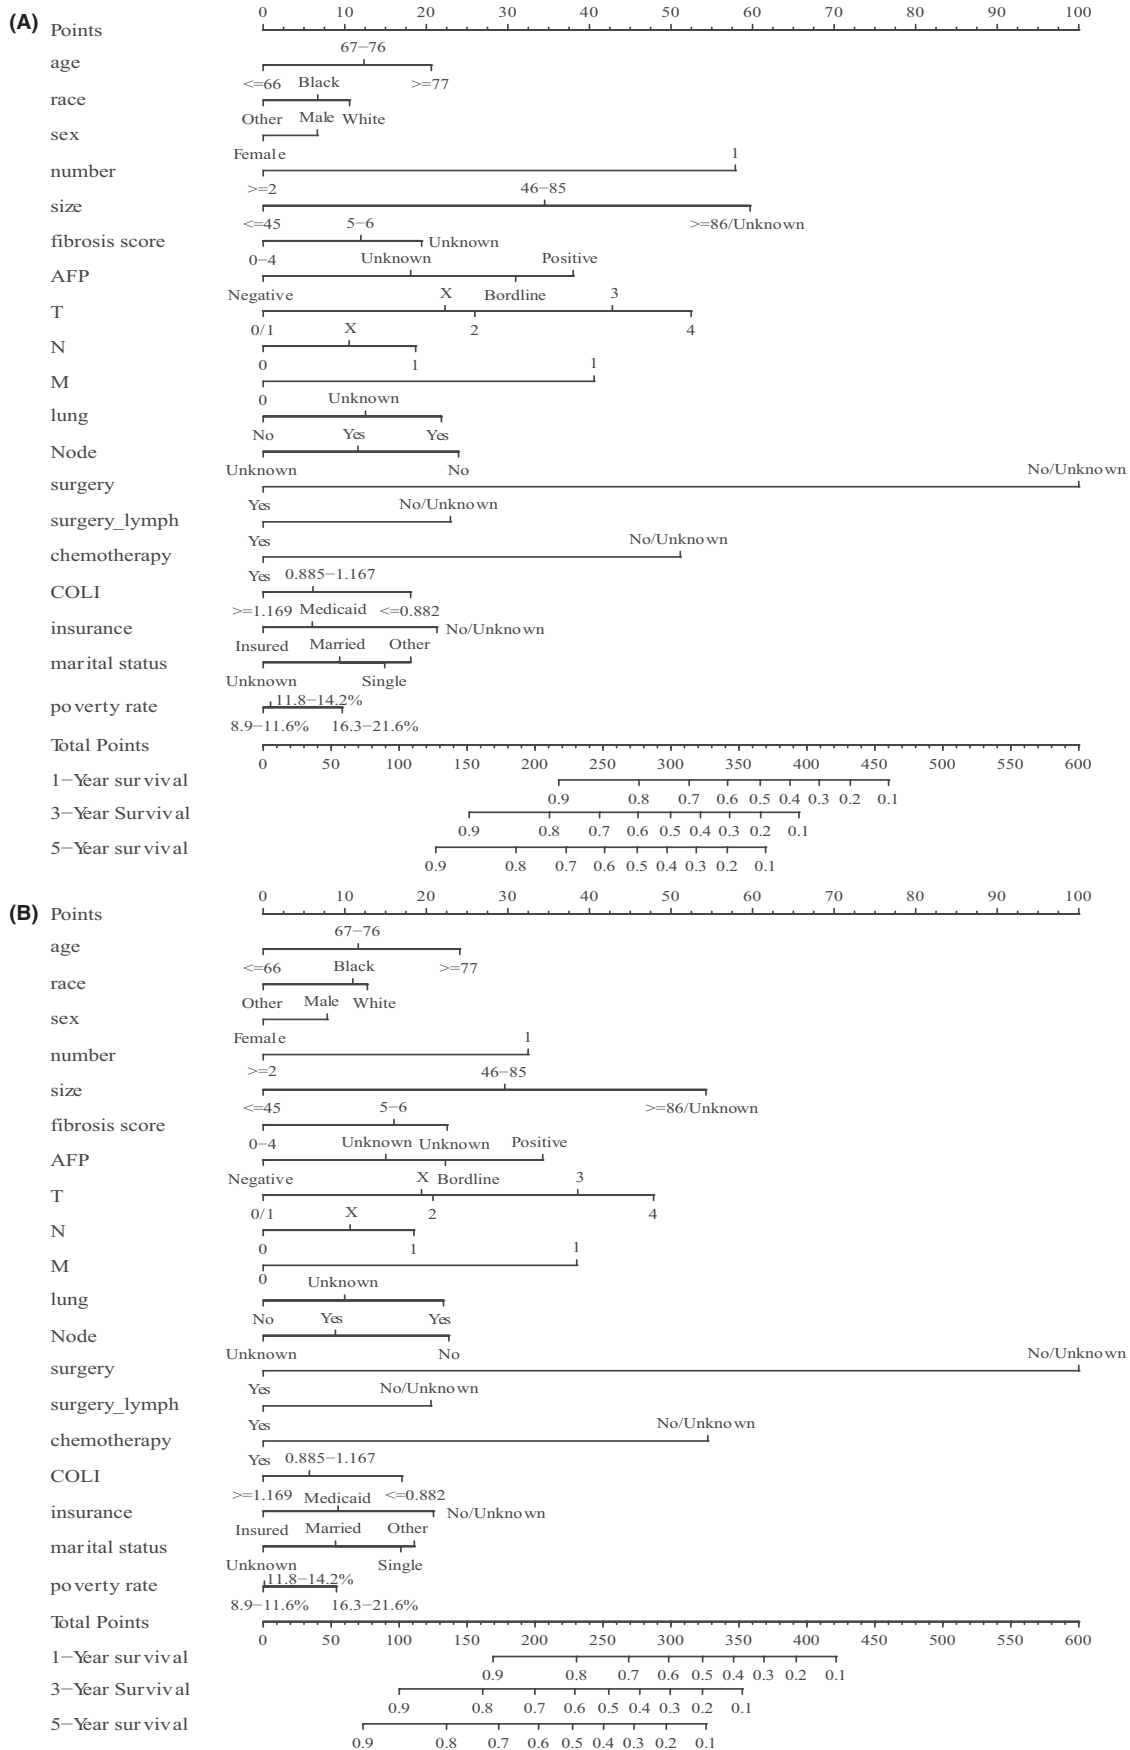 (A)
0 10 20 30 40 50 60 70 80 90 100
Points
67−76
age
<=66 Black >=77
race
Other Male White
sex
Female 1
number
>=2 46−85
size
<=45 5−6 >=86/Unknown
fibrosis score Unknown
0−4 Unknown Positive
AFP
Negative X Bordline 3
T
0/1 X 2 4
N
0 1 1
M
0 Unknown
lung
No Yes Yes
Node
Unknown No No/Unknown
surgery
Yes No/Unknown
surgery_lymph
Yes No/Unknown
chemotherapy
Yes 0.885−1.167
COLI
>=1.169 Medicaid <=0.882
insurance No/Unknown
Insured Married Other
marital status
Unknown Single
11.8−14.2%
poverty rate
8.9−11.6% 16.3−21.6%
Total Points
0 50 100 150 200 250 300 350 400 450 500 550 600
1−Year survival
0.9 0.8 0.7 0.6 0.5 0.4 0.3 0.2 0.1
3−Year Survival
0.9 0.8 0.7 0.6 0.5 0.4 0.3 0.2 0.1
5−Year survival
0.9 0.8 0.7 0.6 0.5 0.4 0.3 0.2 0.1
(B)
0 10 20 30 40 50 60 70 80 90 100
Points
67−76
age
<=66 Black >=77
race
Other Male White
sex
Female 1
number
>=2 46−85
size
<=45 5−6 >=86/Unknown
fibrosis score
0−4 Unknown Unknown Positive
AFP
Negative X Bordline 3
T
0/1 X 2 4
N
0 1 1
M
0 Unknown
lung
No Yes Yes
Node
Unknown No No/Unknown
surgery
Yes No/Unknown
surgery_lymph
Yes No/Unknown
chemotherapy
Yes 0.885−1.167
COLI
>=1.169 Medicaid <=0.882
insurance No/Unknown
Insured Married Other
marital status
Unknown Single
11.8−14.2%
poverty rate
8.9−11.6% 16.3−21.6%
Total Points
0 50 100 150 200 250 300 350 400 450 500 550 600
1−Year survival
0.9 0.8 0.7 0.6 0.5 0.4 0.3 0.2 0.1
3−Year Survival
0.9 0.8 0.7 0.6 0.5 0.4 0.3 0.2 0.1
5−Year survival
0.9 0.8 0.7 0.6 0.5 0.4 0.3 0.2 0.1